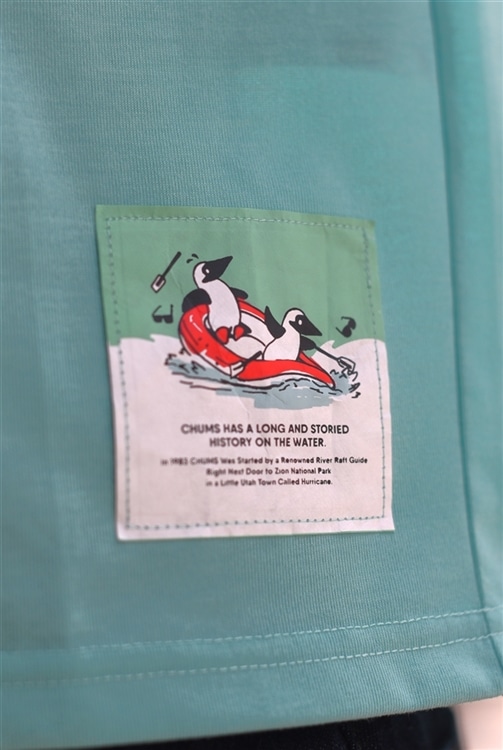 CHUMS HAS A LONG AND STORIED
HISTORY ON THE WATER.
in 1983 CHUMS Was Started by a Renowned River Raft Guide
Right Next Door to Zion National Park
in a Little Utah Town Called Hurricane.